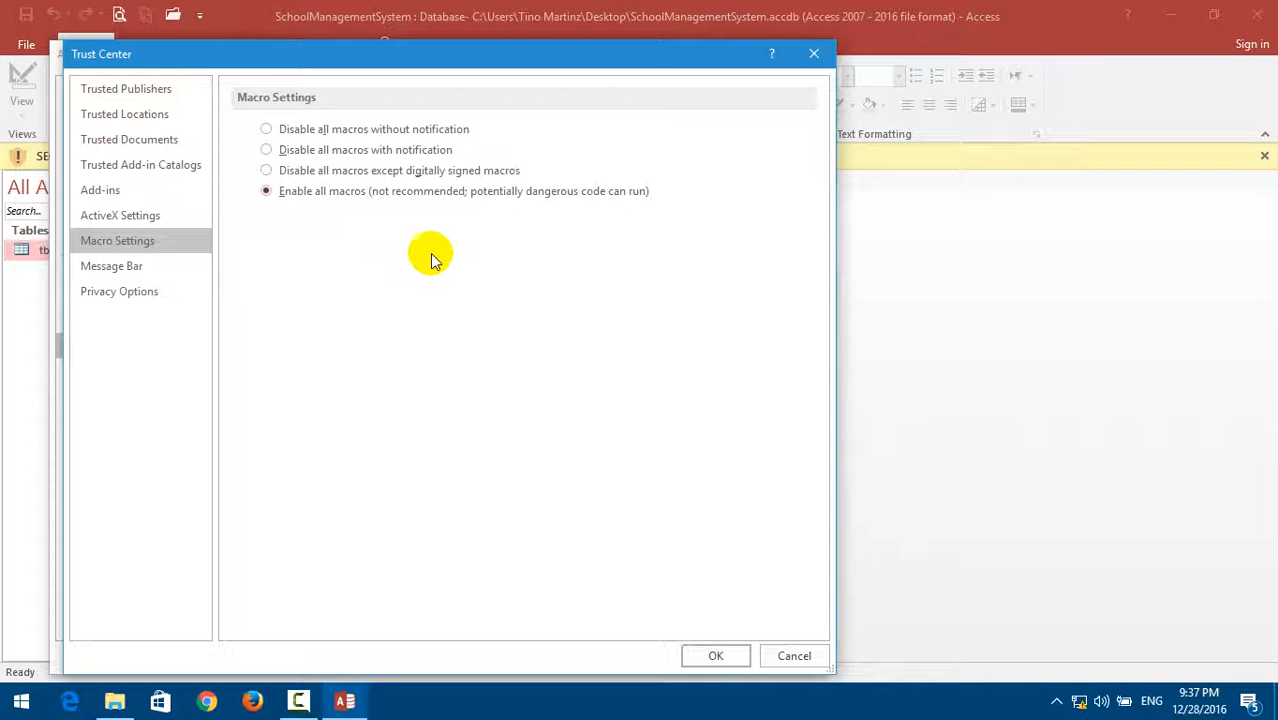 SchoolManagementSystem : Database- C:\Users\Tino Martinz\Desktop\SchoolManagementSystem.accdb (Access 2007 - 2016 file format) - Access
File
Sign in
Trust Center
View
Views
Text Formatting
Trusted Publishers
Trusted Locations
Trusted Documents
Trusted Add-in Catalogs
Add-ins
ActiveX Settings
Macro Settings
Message Bar
Privacy Options
Macro Settings
Disable all macros without notification
Disable all macros with notification
Disable all macros except digitally signed macros
Enable all macros (not recommended; potentially dangerous code can run)
SE
All A
Search...
Tables
tb
OK
Cancel
Ready
ENG
9:37 PM
12/28/2016
5